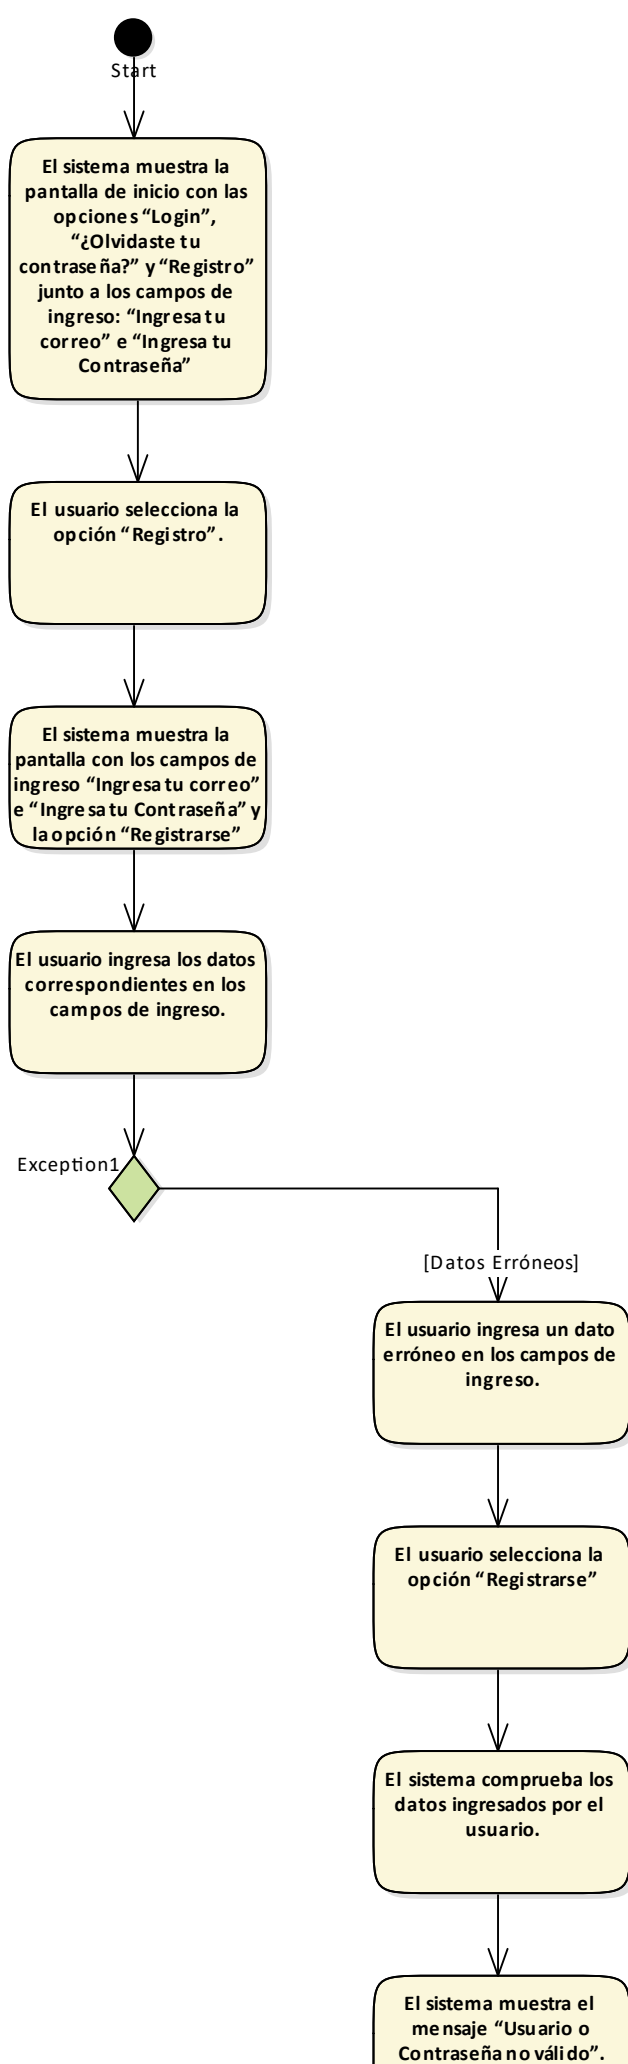 Start
El sistema muestra la
pantalla de inicio con las
opciones “Login”,
“¿Olvidaste tu
contraseña?” y “Registro”
junto a los campos de
ingreso: “Ingresa tu
correo” e “Ingresa tu
Contraseña”
El usuario selecciona la
opción “Registro”.
El sistema muestra la
pantalla con los campos de
ingreso “Ingresa tu correo”
e “Ingresa tu Contraseña” y
la opción “Registrarse”
El usuario ingresa los datos
correspondientes en los
campos de ingreso.
Exception1
[Datos Erróneos]
El usuario ingresa un dato
erróneo en los campos de
ingreso.
El usuario selecciona la
opción “Registrarse”
El sistema comprueba los
datos ingresados por el
usuario.
El sistema muestra el
mensaje “Usuario o
Contraseña no válido”.